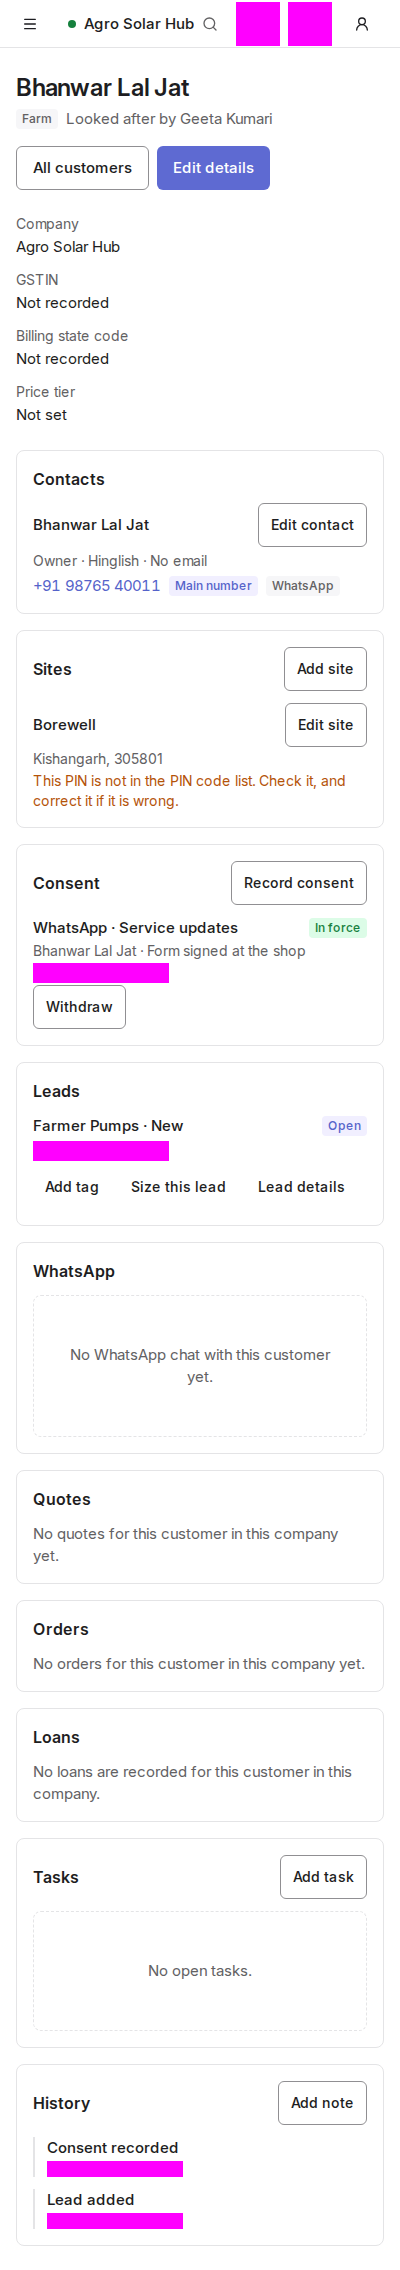 Agro Solar Hub
Bhanwar Lal Jat
Farm Looked after by Geeta Kumari
All customers Edit details
Company
Agro Solar Hub
GSTIN
Not recorded
Billing state code
Not recorded
Price tier
Not set
Contacts
Bhanwar Lal Jat Edit contact
Owner · Hinglish · No email
+91 98765 40011 Main number WhatsApp
Sites Add site
Borewell Edit site
Kishangarh, 305801
This PIN is not in the PIN code list. Check it, and
correct it if it is wrong.
Consent Record consent
WhatsApp · Service updates In force
Bhanwar Lal Jat · Form signed at the shop
Withdraw
Leads
Farmer Pumps · New Open
Add tag Size this lead Lead details
WhatsApp
No WhatsApp chat with this customer
yet.
Quotes
No quotes for this customer in this company
yet.
Orders
No orders for this customer in this company yet.
Loans
No loans are recorded for this customer in this
company.
Tasks Add task
No open tasks.
History Add note
Consent recorded
Lead added